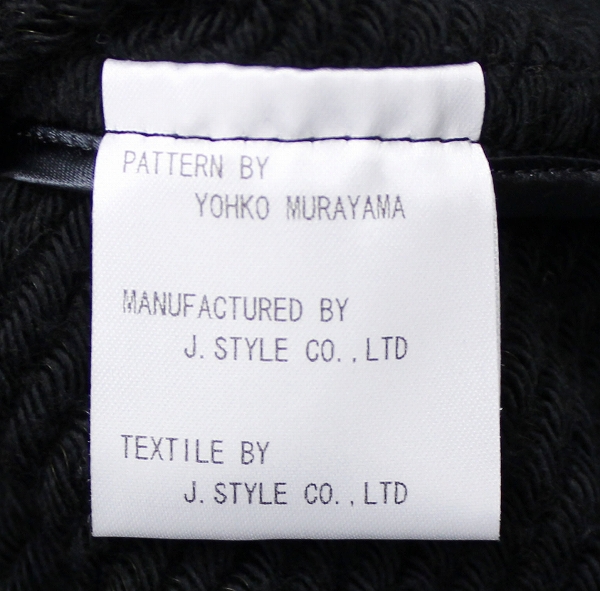 PATTERN BY
YOHKO MURAYAMA
MANUFACTURED BY
J. STYLE CO., LTD
TEXTILE BY
J. STYLE CO., LTD